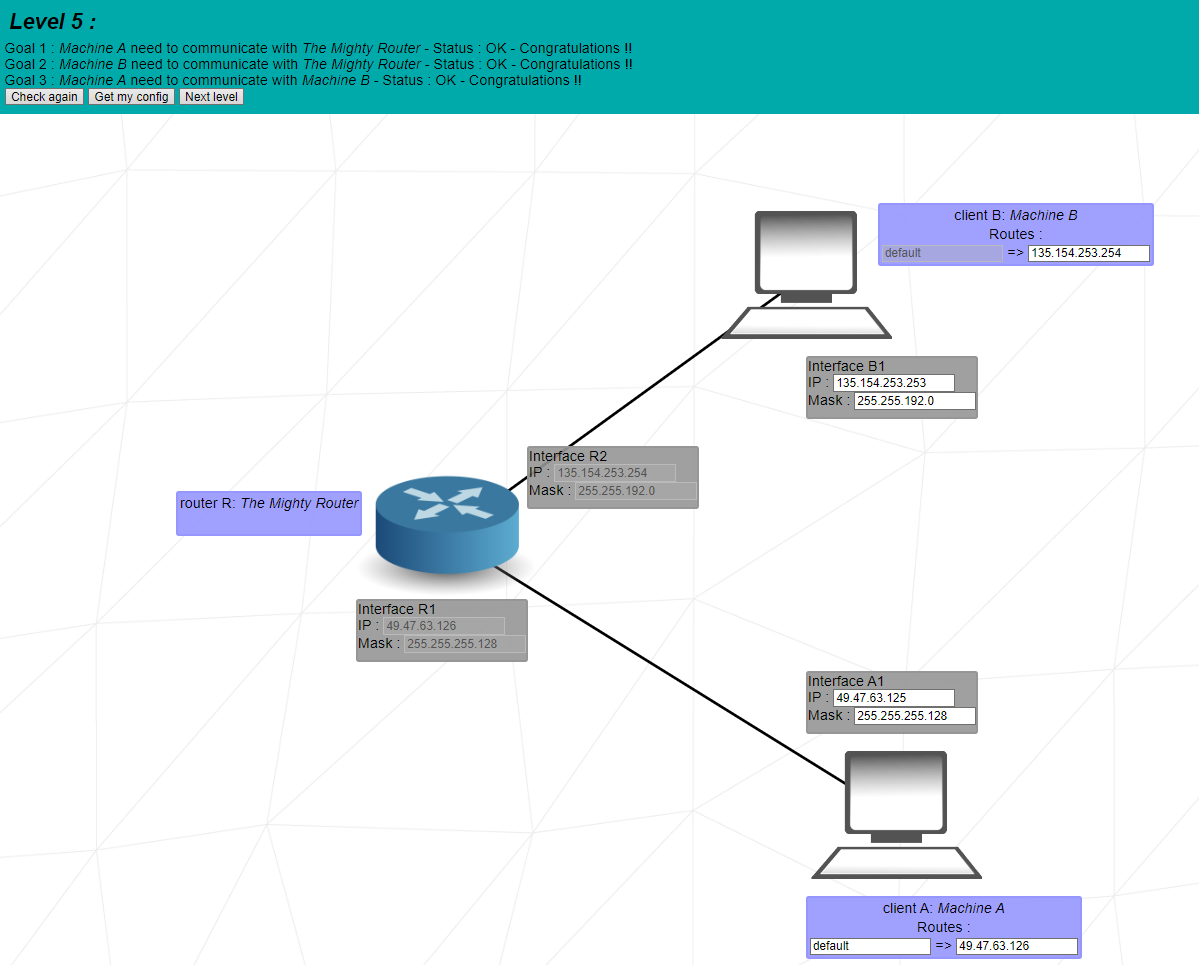 Level 5 :
Goal 1 : Machine A need to communicate with The Mighty Router - Status : OK - Congratulations !!
Goal 2 : Machine B need to communicate with The Mighty Router - Status : OK - Congratulations !!
Goal 3 : Machine A need to communicate with Machine B - Status : OK - Congratulations !!
Check again Get my config Next level
client B: Machine B
Routes :
default => 135.154.253.254
Interface B1
IP : 135.154.253.253
Mask : 255.255.192.0
Interface R2
IP : 135.154.253.254
Mask : 255.255.192.0
router R: The Mighty Router
Interface R1
IP : 49.47.63.126
Mask : 255.255.255.128
Interface A1
IP : 49.47.63.125
Mask : 255.255.255.128
client A: Machine A
Routes :
default => 49.47.63.126